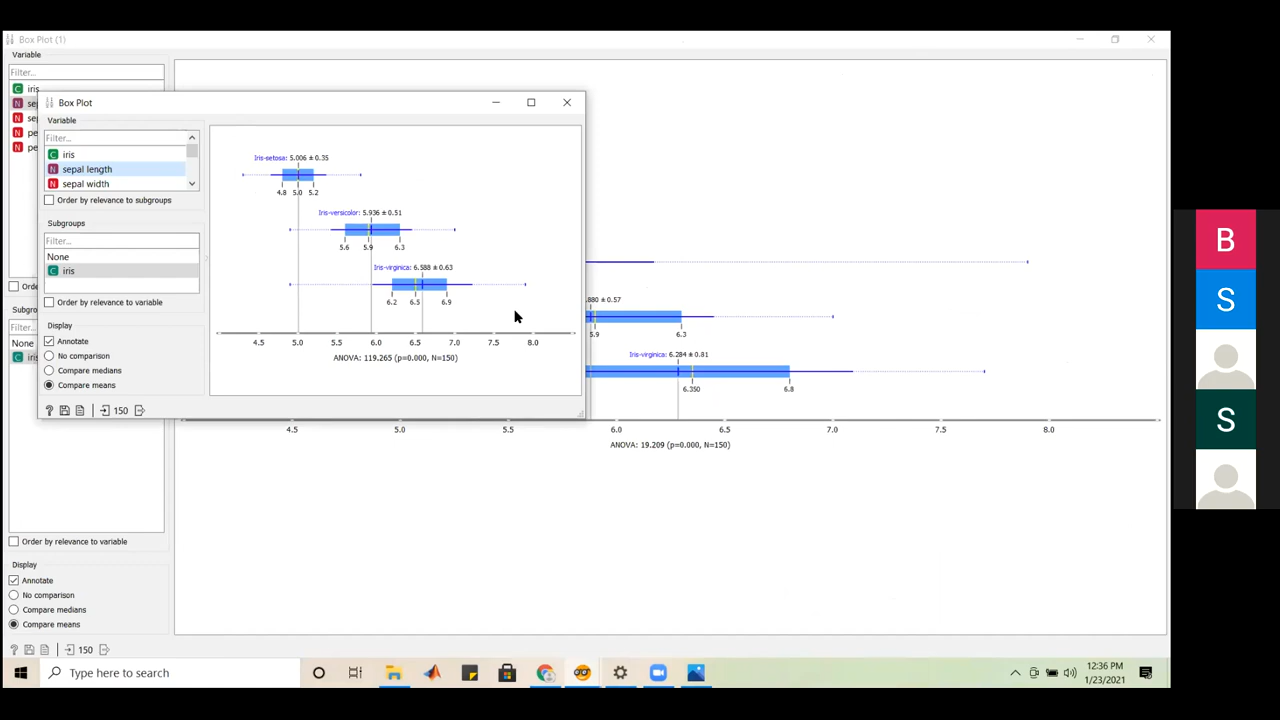 Box Plot (1)
Variable
Filter...
iris
Box Plot
Variable
Filter...
iris
sepal length
sepal width
Order by relevance to subgroups
Subgroups
Filter...
None
iris
Order by relevance to variable
Display
Annotate
No comparison
Compare medians
Compare means
150
Iris-setosa: 5.006 ± 0.35
4.8 5.0 5.2
Iris-versicolor: 5.936 ± 0.51
5.6 5.9 6.3
Iris-virginica: 6.588 ± 0.63
6.2 6.5 6.9
4.5 5.0 5.5 6.0 6.5 7.0 7.5 8.0
ANOVA: 119.265 (p=0.000, N=150)
.880 ± 0.57
5.9 6.3
Iris-virginica: 6.284 ± 0.81
6.350 6.8
4.5 5.0 5.5 6.0 6.5 7.0 7.5 8.0
ANOVA: 19.209 (p=0.000, N=150)
None
Order by relevance to variable
Display
Annotate
No comparison
Compare medians
Compare means
150
B
S
S
Type here to search
12:36 PM
1/23/2021